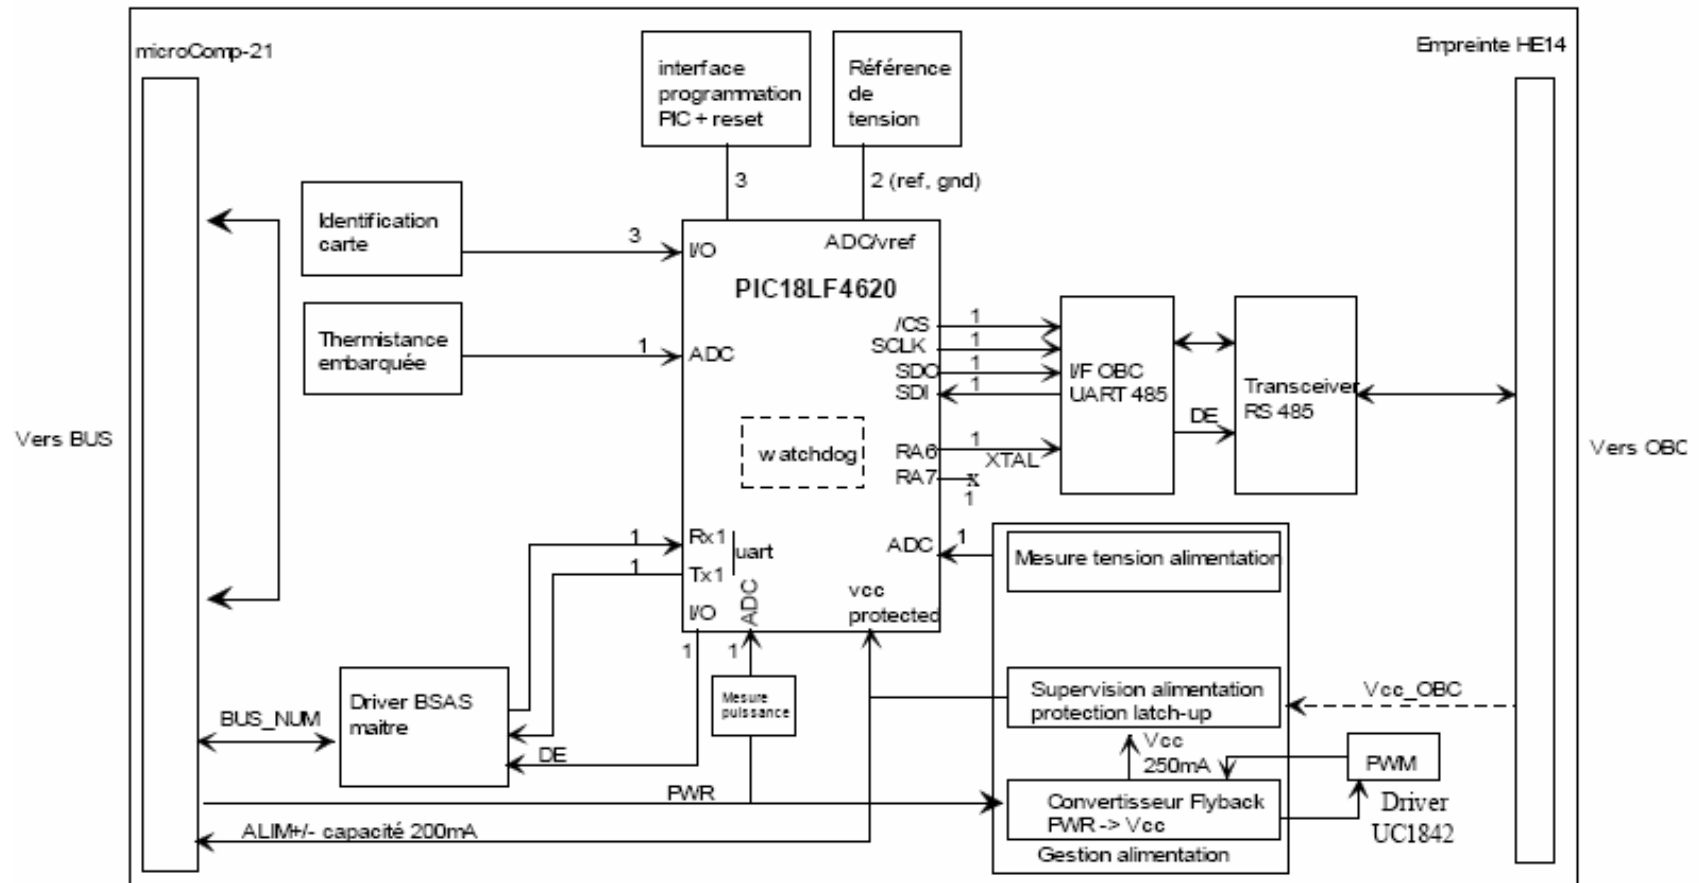 microComp-21
Empreinte HE14
interface
programmation
PIC + reset
Référence
de
tension
3
2 (ref, gnd)
Identification
carte
3
I/O
ADC/vref
PIC18LF4620
Thermistance
embarquée
1
ADC
/CS
1
SCLK
1
SDO
1
SDI
1
I/F OBC
UART 485
Transceiver
RS 485
DE
Vers BUS
Vers OBC
watchdog
RA6
1
XTAL
RA7
x
1
1
Rx1
uart
1
Tx1
I/O
ADC
ADC
1
vcc
protected
Mesure tension alimentation
1
1
Mesure
puissance
Driver BSAS
maitre
BUS_NUM
DE
Supervision alimentation
protection latch-up
Vcc_OBC
Vcc
250mA
PWM
Driver
UC1842
PWR
Convertisseur Flyback
PWR -> Vcc
ALIM+/- capacité 200mA
Gestion alimentation